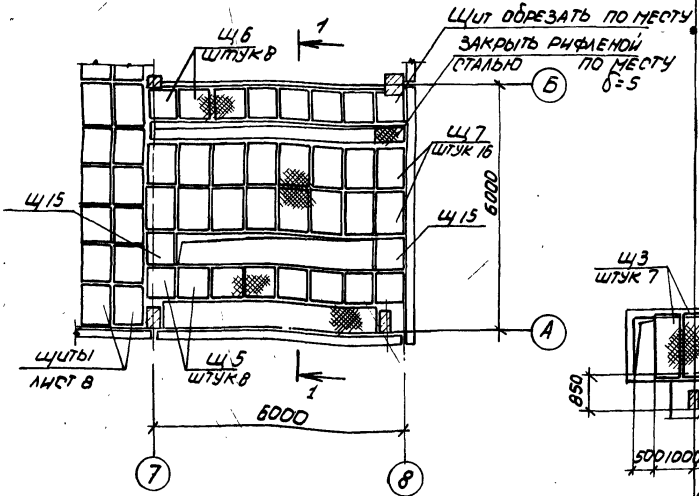 1
Щит обрезать по месту
Щ6
штук 8
Закрыть рифленой
сталью по месту
δ=5
Б
Щ7
штук 16
6000
Щ15
Щ15
Щ3
штук 7
А
щиты
лист 8
Щ5
штук 8
1
850
6000
500 1000
7
8